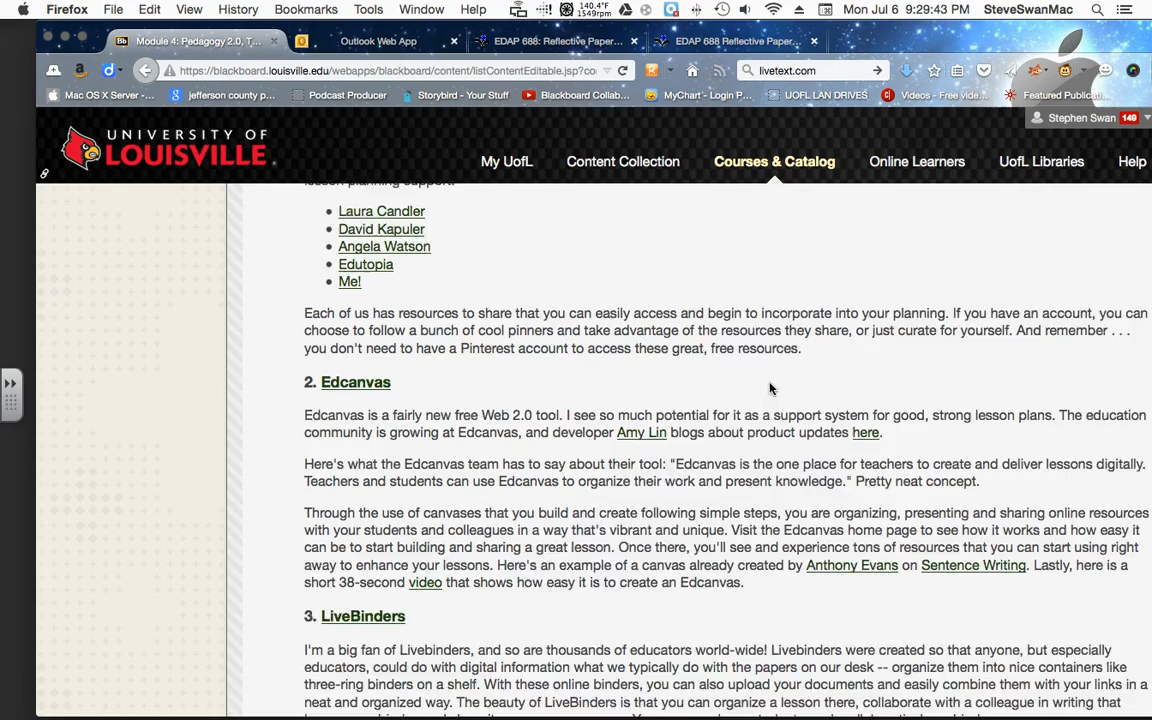 Firefox File Edit View History Bookmarks Tools Window Help 140.4°F 1549rpm Mon Jul 6 9:29:43 PM SteveSwanMac
Module 4: Pedagogy 2.0, T... Outlook Web App EDAP 688: Reflective Paper... EDAP 688 Reflective Paper...
https://blackboard.louisville.edu/webapps/blackboard/content/listContentEditable.jsp?co livetext.com
Mac OS X Server -... jefferson county p... Podcast Producer Storybird - Your Stuff Blackboard Collab... MyChart - Login P... UOFL LAN DRIVES Videos - Free vide... Featured Publicati...
Stephen Swan 149
UNIVERSITY OF
LOUISVILLE.
My UofL Content Collection Courses & Catalog Online Learners UofL Libraries Help
lesson planning support.
Laura Candler
David Kapuler
Angela Watson
Edutopia
Me!
Each of us has resources to share that you can easily access and begin to incorporate into your planning. If you have an account, you can
choose to follow a bunch of cool pinners and take advantage of the resources they share, or just curate for yourself. And remember . . .
you don't need to have a Pinterest account to access these great, free resources.
2. Edcanvas
Edcanvas is a fairly new free Web 2.0 tool. I see so much potential for it as a support system for good, strong lesson plans. The education
community is growing at Edcanvas, and developer Amy Lin blogs about product updates here.
Here's what the Edcanvas team has to say about their tool: "Edcanvas is the one place for teachers to create and deliver lessons digitally.
Teachers and students can use Edcanvas to organize their work and present knowledge." Pretty neat concept.
Through the use of canvases that you build and create following simple steps, you are organizing, presenting and sharing online resources
with your students and colleagues in a way that's vibrant and unique. Visit the Edcanvas home page to see how it works and how easy it
can be to start building and sharing a great lesson. Once there, you'll see and experience tons of resources that you can start using right
away to enhance your lessons. Here's an example of a canvas already created by Anthony Evans on Sentence Writing. Lastly, here is a
short 38-second video that shows how easy it is to create an Edcanvas.
3. LiveBinders
I'm a big fan of Livebinders, and so are thousands of educators world-wide! Livebinders were created so that anyone, but especially
educators, could do with digital information what we typically do with the papers on our desk -- organize them into nice containers like
three-ring binders on a shelf. With these online binders, you can also upload your documents and easily combine them with your links in a
neat and organized way. The beauty of LiveBinders is that you can organize a lesson there, collaborate with a colleague in writing that